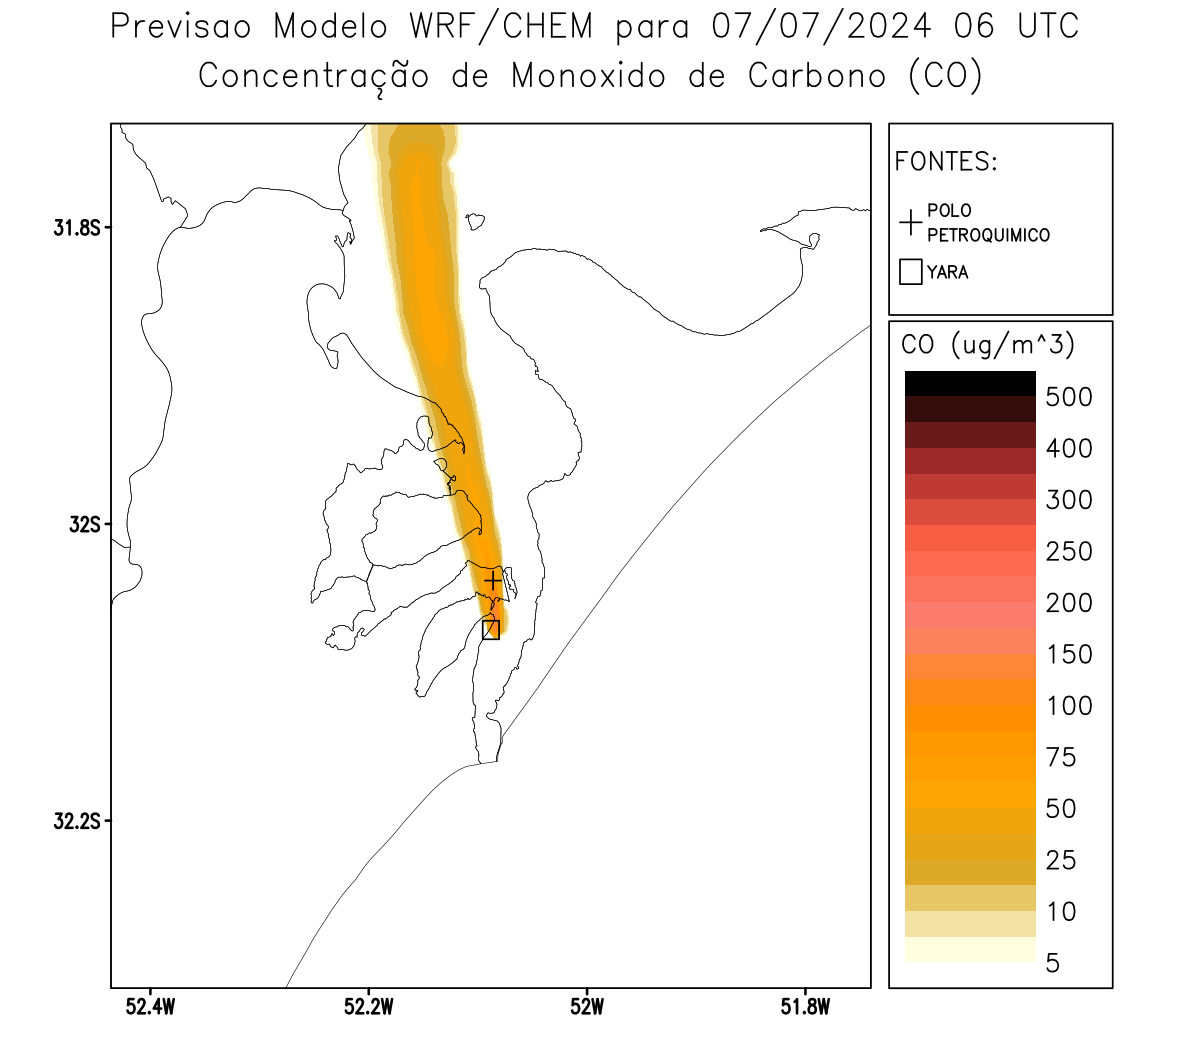 Previsao Modelo WRF/CHEM para 07/07/2024 06 UTC
Concentração de Monoxido de Carbono (CO)
FONTES:
POLO
PETROQUIMICO
YARA
CO (ug/m^3)
500
400
300
250
200
150
100
75
50
25
10
5
31.8S
32S
32.2S
52.4W
52.2W
52W
51.8W